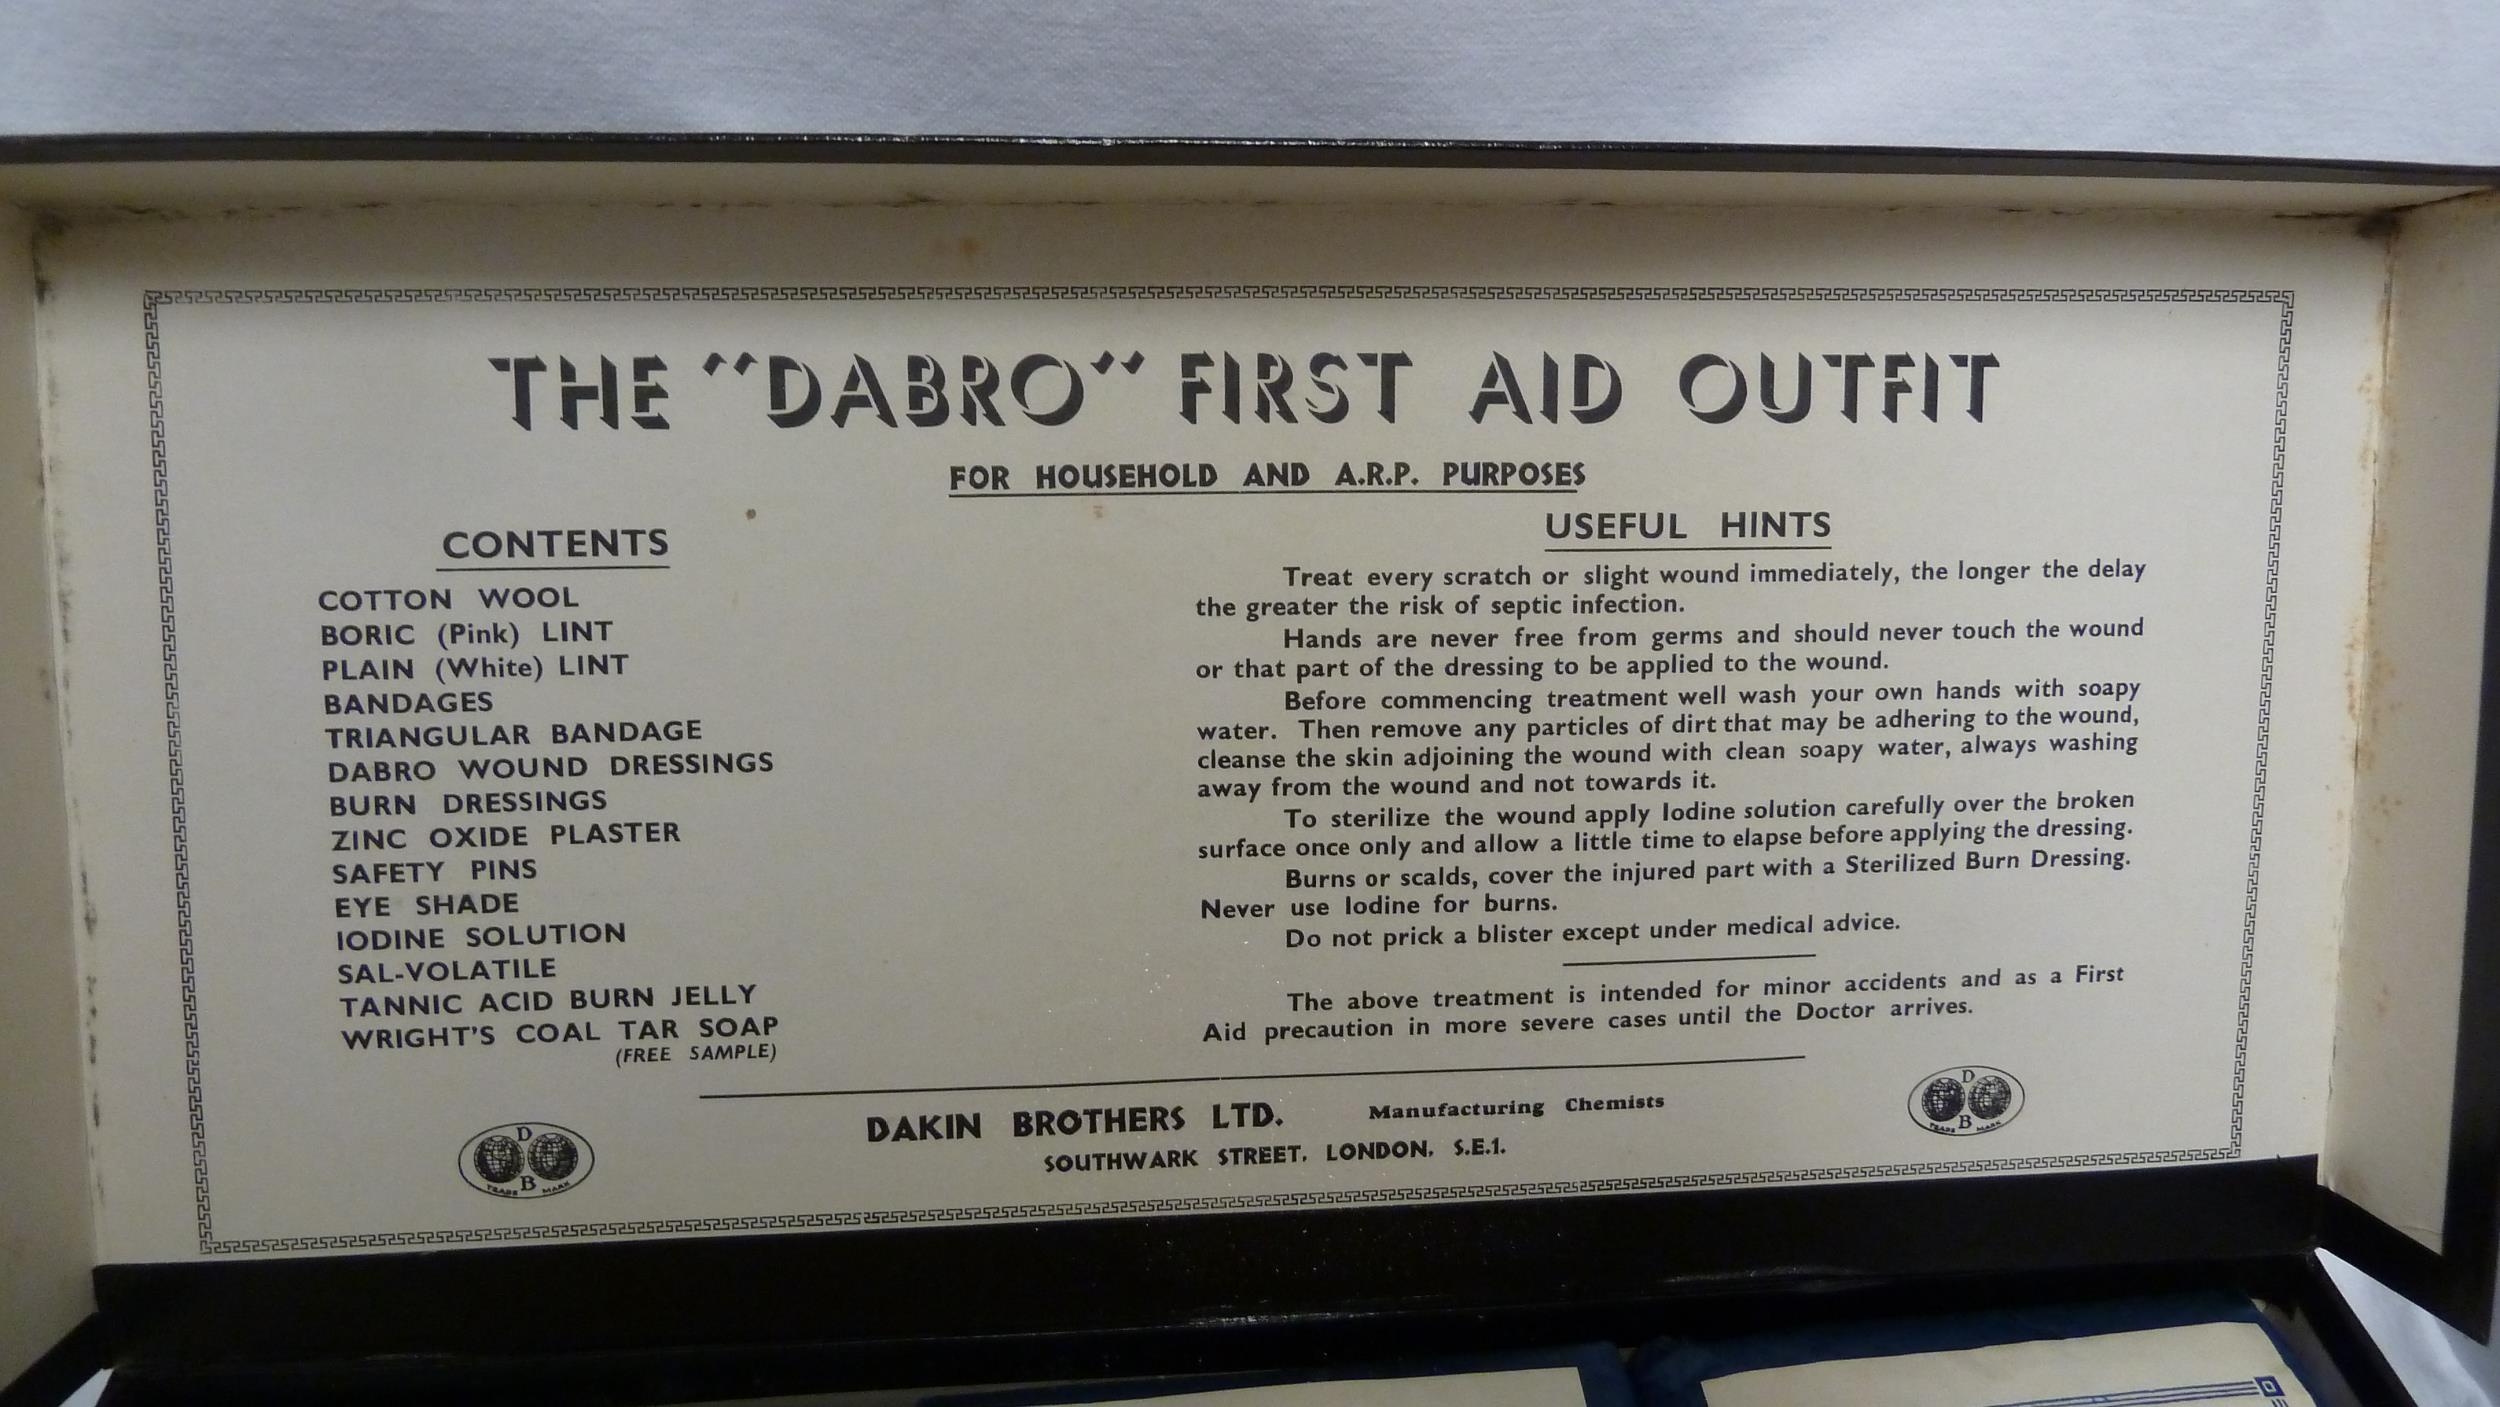 THE "DABRO" FIRST AID OUTFIT
FOR HOUSEHOLD AND A.R.P. PURPOSES
CONTENTS
COTTON WOOL
BORIC (Pink) LINT
PLAIN (White) LINT
BANDAGES
TRIANGULAR BANDAGE
DABRO WOUND DRESSINGS
BURN DRESSINGS
ZINC OXIDE PLASTER
SAFETY PINS
EYE SHADE
IODINE SOLUTION
SAL-VOLATILE
TANNIC ACID BURN JELLY
WRIGHT'S COAL TAR SOAP
(FREE SAMPLE)
USEFUL HINTS
Treat every scratch or slight wound immediately, the longer the delay
the greater the risk of septic infection.
Hands are never free from germs and should never touch the wound
or that part of the dressing to be applied to the wound.
Before commencing treatment well wash your own hands with soapy
water. Then remove any particles of dirt that may be adhering to the wound,
cleanse the skin adjoining the wound with clean soapy water, always washing
away from the wound and not towards it.
To sterilize the wound apply Iodine solution carefully over the broken
surface once only and allow a little time to elapse before applying the dressing.
Burns or scalds, cover the injured part with a Sterilized Burn Dressing.
Never use Iodine for burns.
Do not prick a blister except under medical advice.
The above treatment is intended for minor accidents and as a First
Aid precaution in more severe cases until the Doctor arrives.
DAKIN BROTHERS LTD. Manufacturing Chemists
SOUTHWARK STREET, LONDON, S.E.1.
D
B
TRADE MARK
D
B
TRADE MARK